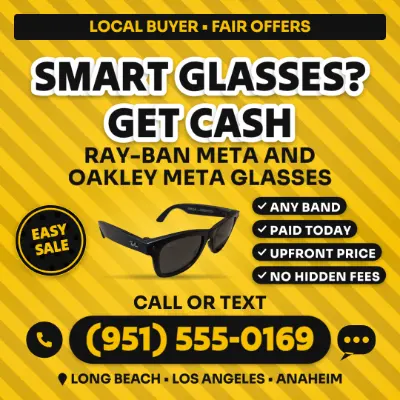 LOCAL BUYER • FAIR OFFERS
SMART GLASSES?
GET CASH
RAY-BAN META AND
OAKLEY META GLASSES
EASY
SALE
ANY BAND
PAID TODAY
UPFRONT PRICE
NO HIDDEN FEES
CALL OR TEXT
(951) 555-0169
LONG BEACH • LOS ANGELES • ANAHEIM